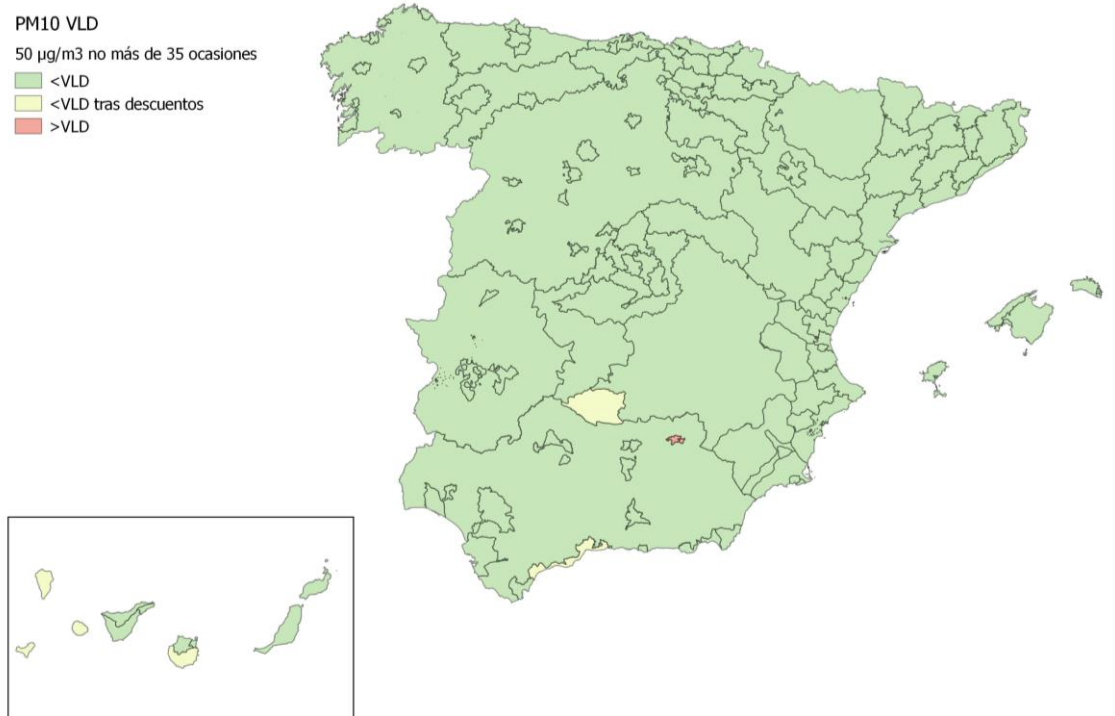 PM10 VLD
50 µg/m3 no más de 35 ocasiones
<VLD
<VLD tras descuentos
>VLD